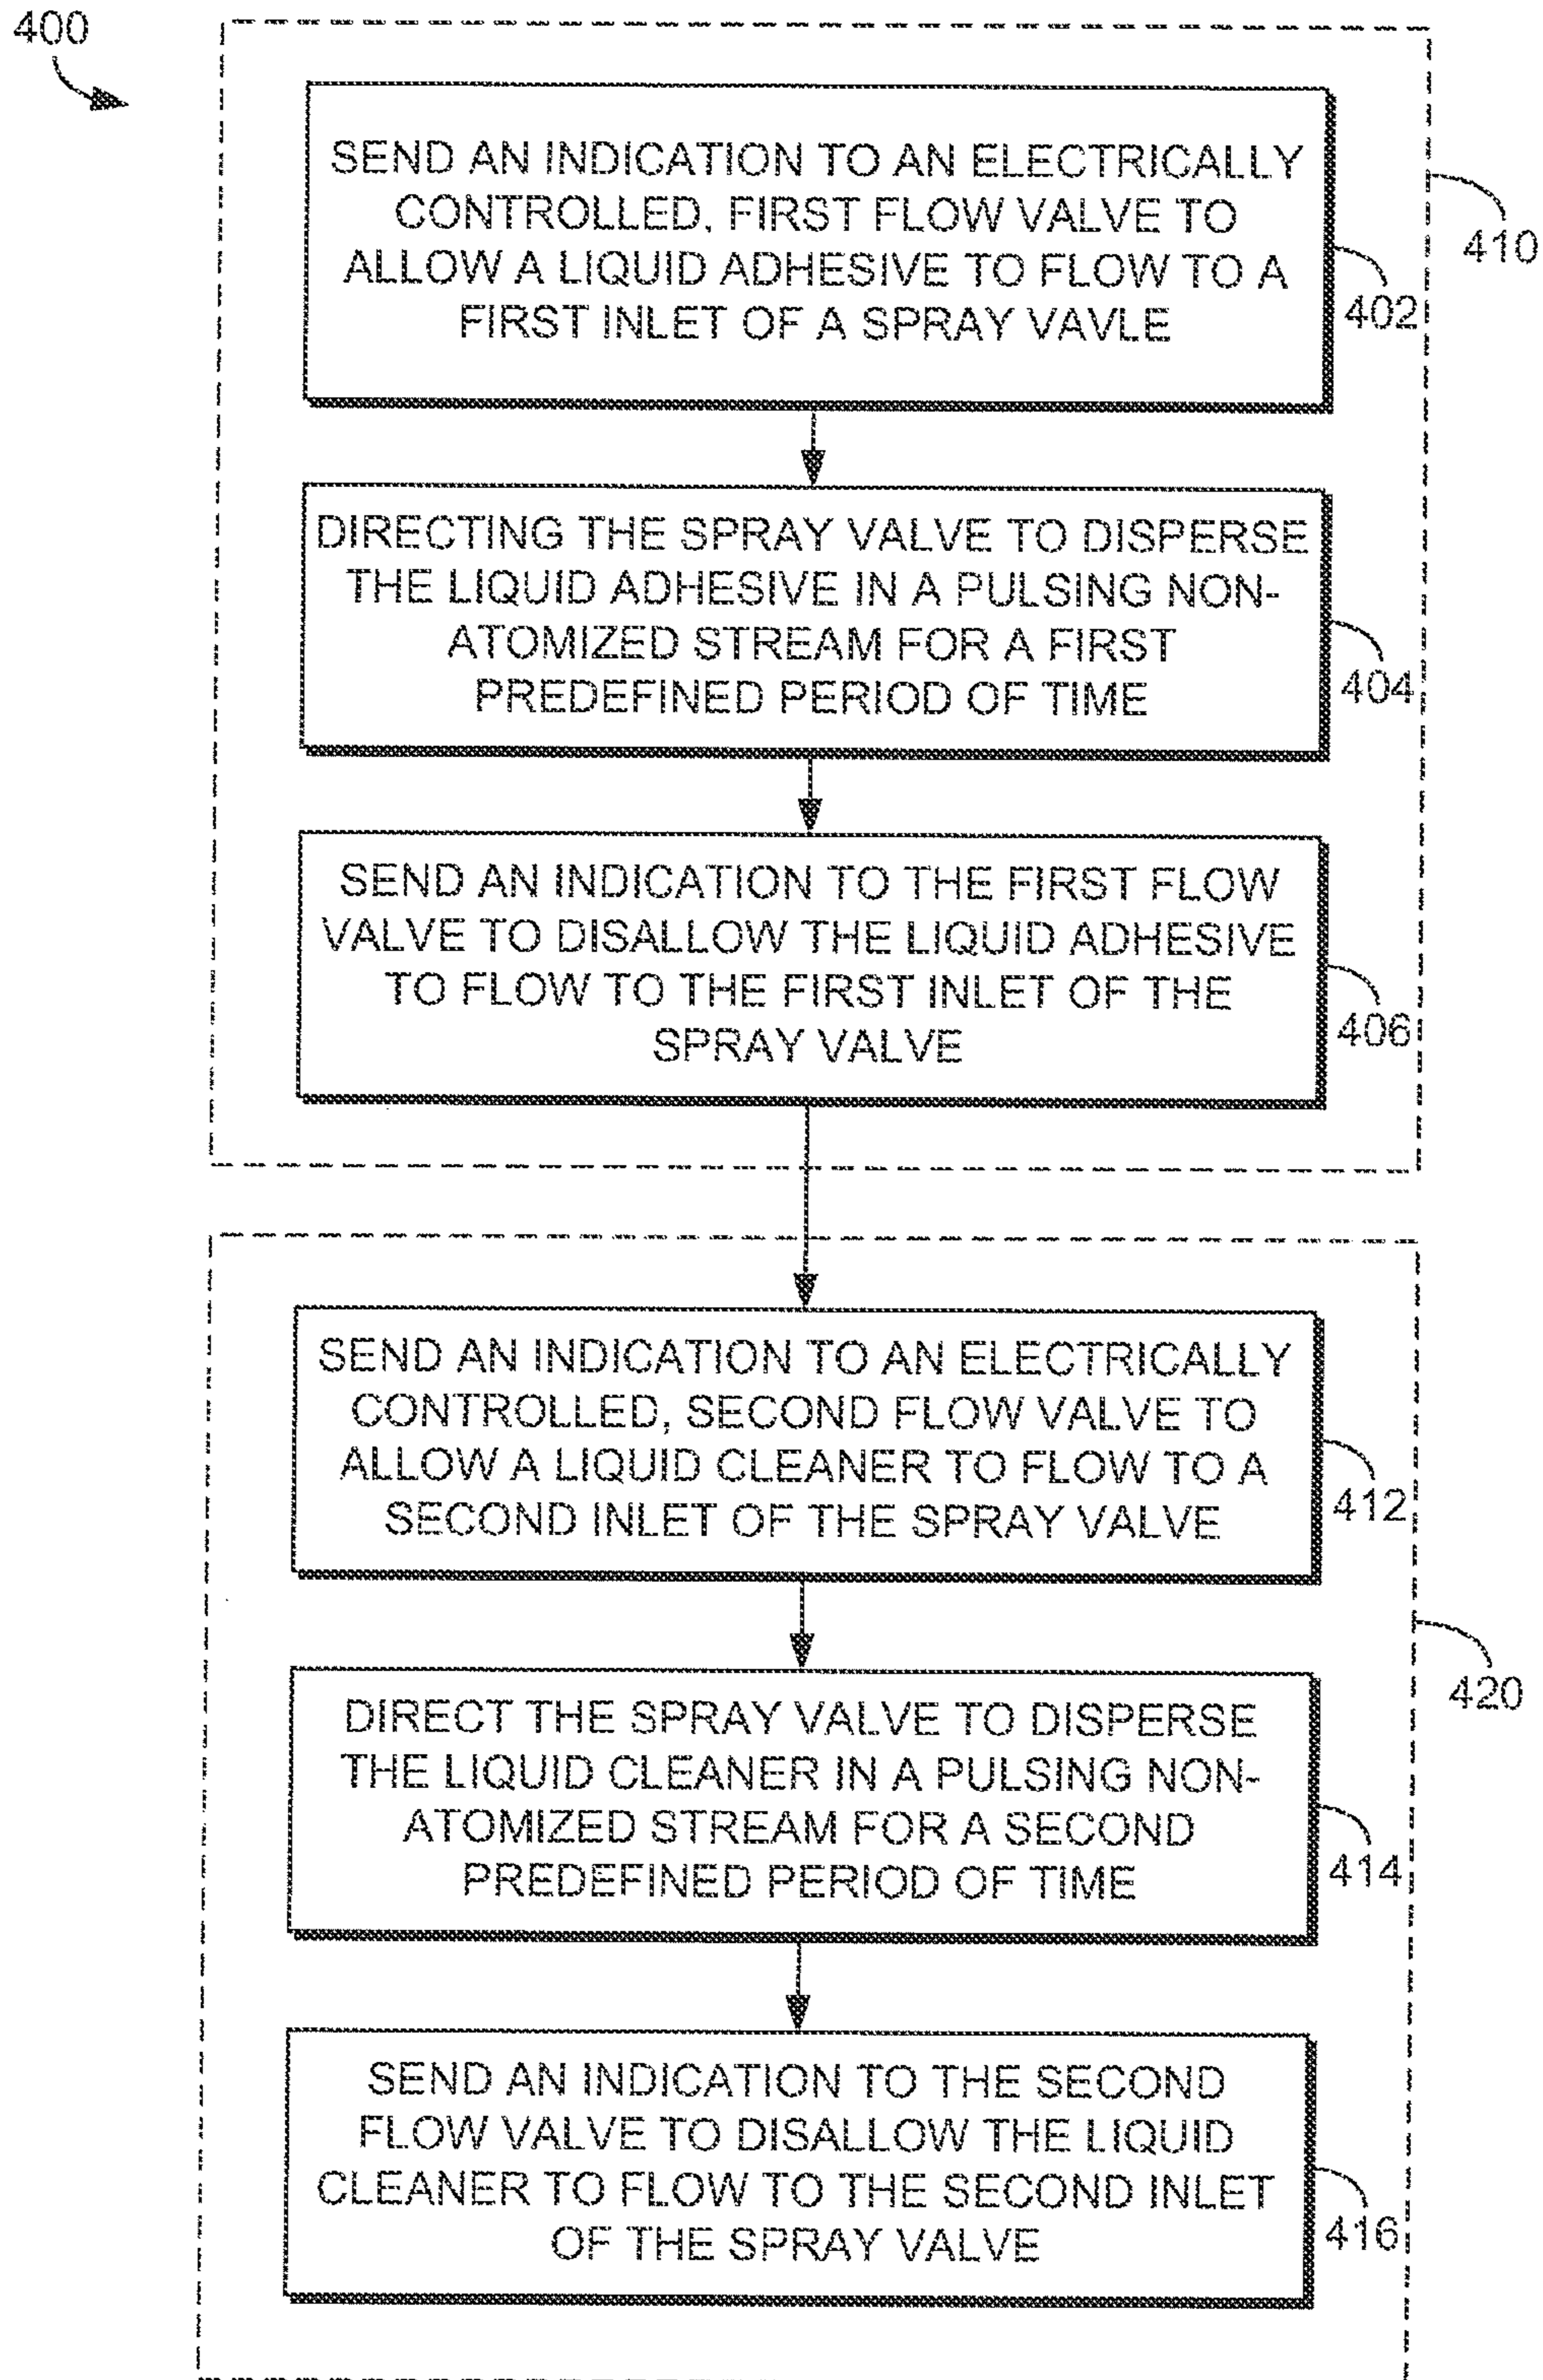 400
SEND AN INDICATION TO AN ELECTRICALLY
CONTROLLED, FIRST FLOW VALVE TO
ALLOW A LIQUID ADHESIVE TO FLOW TO A
FIRST INLET OF A SPRAY VAVLE
410
402
DIRECTING THE SPRAY VALVE TO DISPERSE
THE LIQUID ADHESIVE IN A PULSING NON-
ATOMIZED STREAM FOR A FIRST
PREDEFINED PERIOD OF TIME
404
SEND AN INDICATION TO THE FIRST FLOW
VALVE TO DISALLOW THE LIQUID ADHESIVE
TO FLOW TO THE FIRST INLET OF THE
SPRAY VALVE
406
SEND AN INDICATION TO AN ELECTRICALLY
CONTROLLED, SECOND FLOW VALVE TO
ALLOW A LIQUID CLEANER TO FLOW TO A
SECOND INLET OF THE SPRAY VALVE
412
420
DIRECT THE SPRAY VALVE TO DISPERSE
THE LIQUID CLEANER IN A PULSING NON-
ATOMIZED STREAM FOR A SECOND
PREDEFINED PERIOD OF TIME
414
SEND AN INDICATION TO THE SECOND
FLOW VALVE TO DISALLOW THE LIQUID
CLEANER TO FLOW TO THE SECOND INLET
OF THE SPRAY VALVE
416